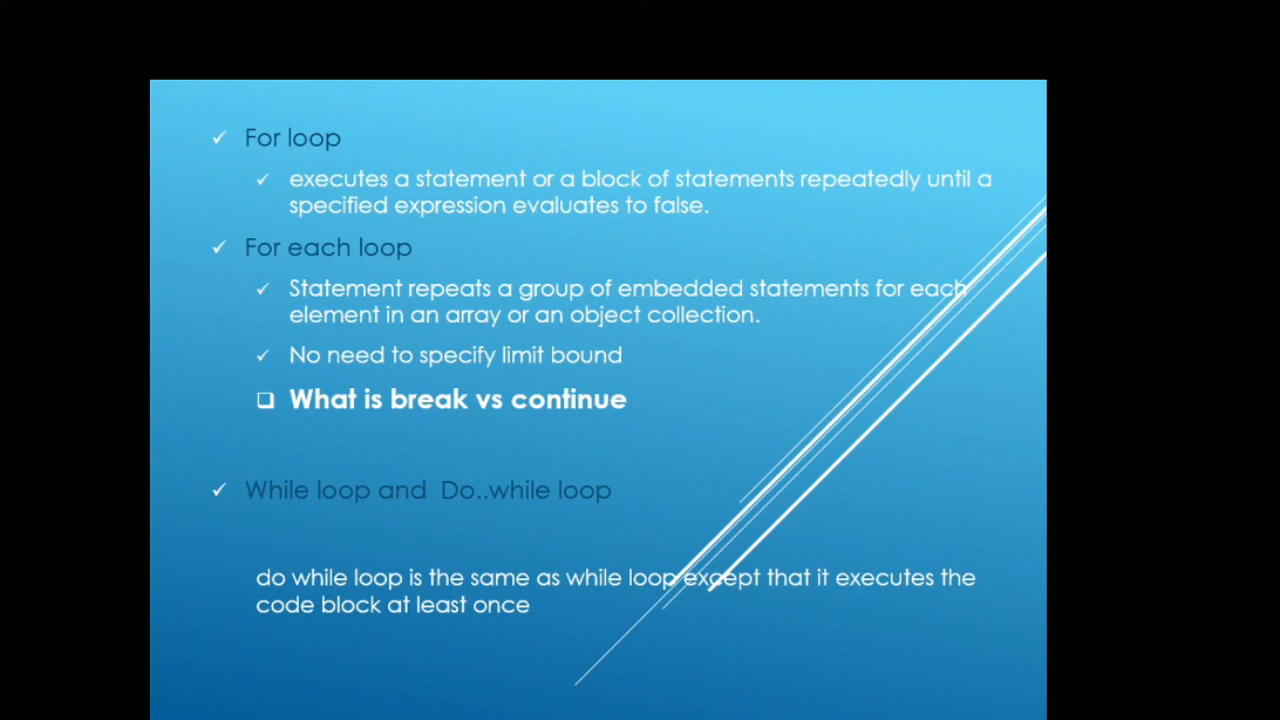 For loop
executes a statement or a block of statements repeatedly until a
specified expression evaluates to false.
For each loop
Statement repeats a group of embedded statements for each
element in an array or an object collection.
No need to specify limit bound
What is break vs continue
While loop and  Do..while loop
do while loop is the same as while loop except that it executes the
code block at least once